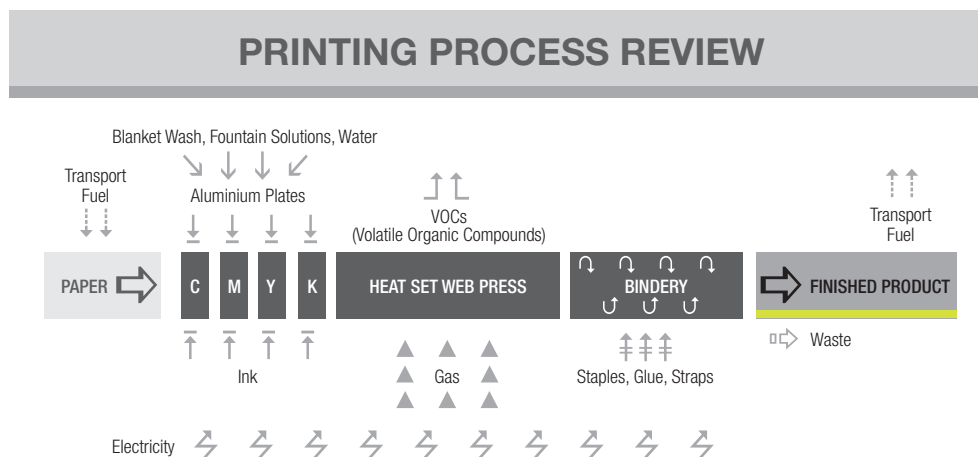 PRINTING PROCESS REVIEW
Blanket Wash, Fountain Solutions, Water
Transport
Fuel
Aluminium Plates
VOCs
(Volatile Organic Compounds)
Transport
Fuel
PAPER
C
M
Y
K
HEAT SET WEB PRESS
BINDERY
FINISHED PRODUCT
Waste
Ink
Gas
Staples, Glue, Straps
Electricity